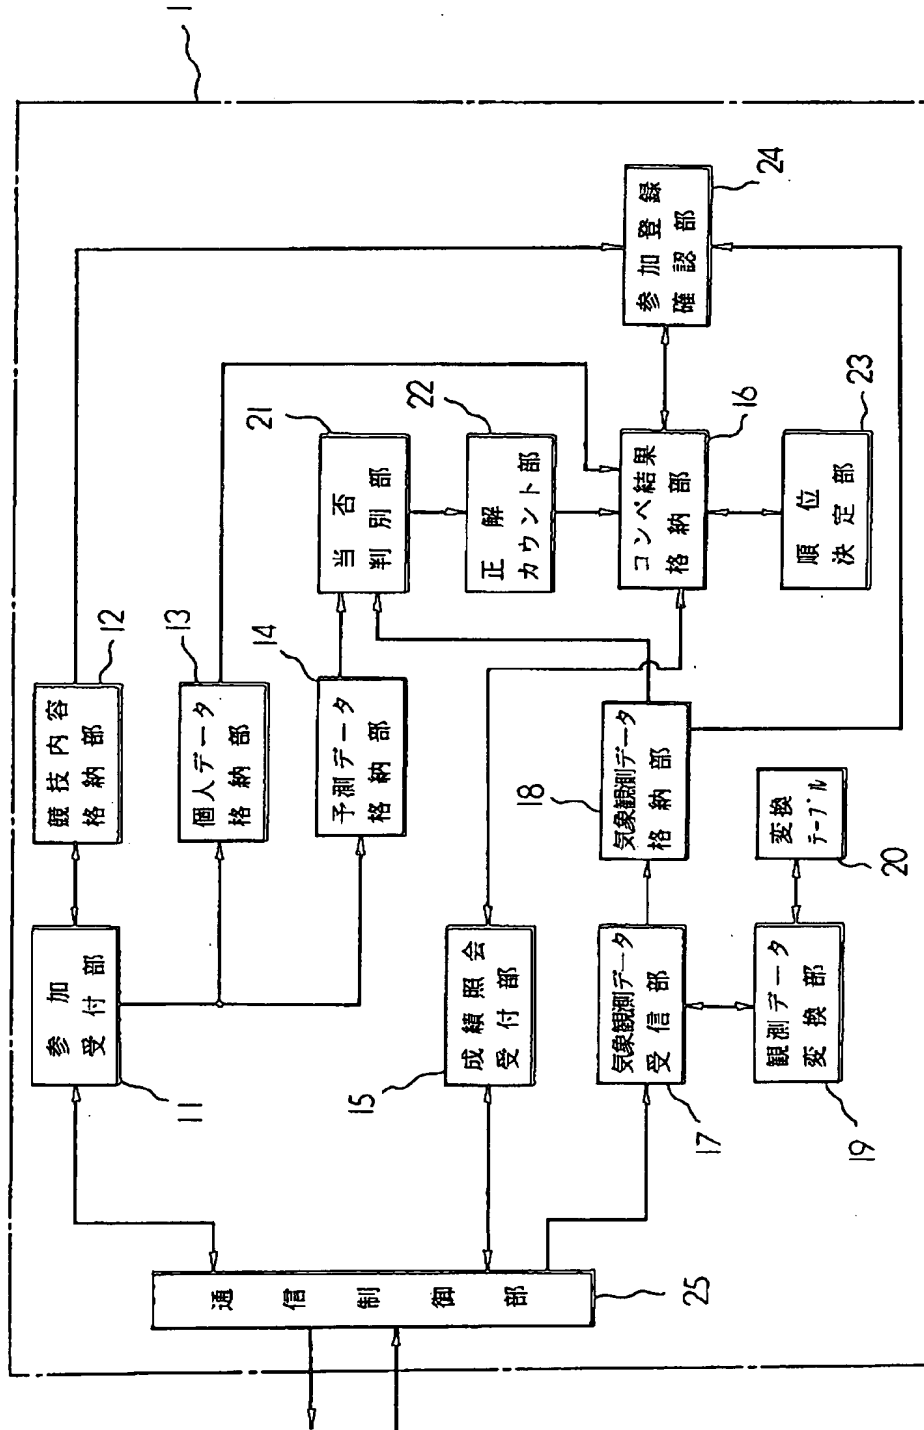 1
通信制御部
25
参加
受付部
11
競技内容
格納部
12
個人データ
格納部
13
予測データ
格納部
14
当否
判別部
21
正解
カウント部
22
成績照会
受付部
15
コンペ結果
格納部
16
参加登録
確認部
24
順位
決定部
23
気象観測データ
受信部
17
気象観測データ
格納部
18
観測データ
変換部
19
変換
テーブル
20